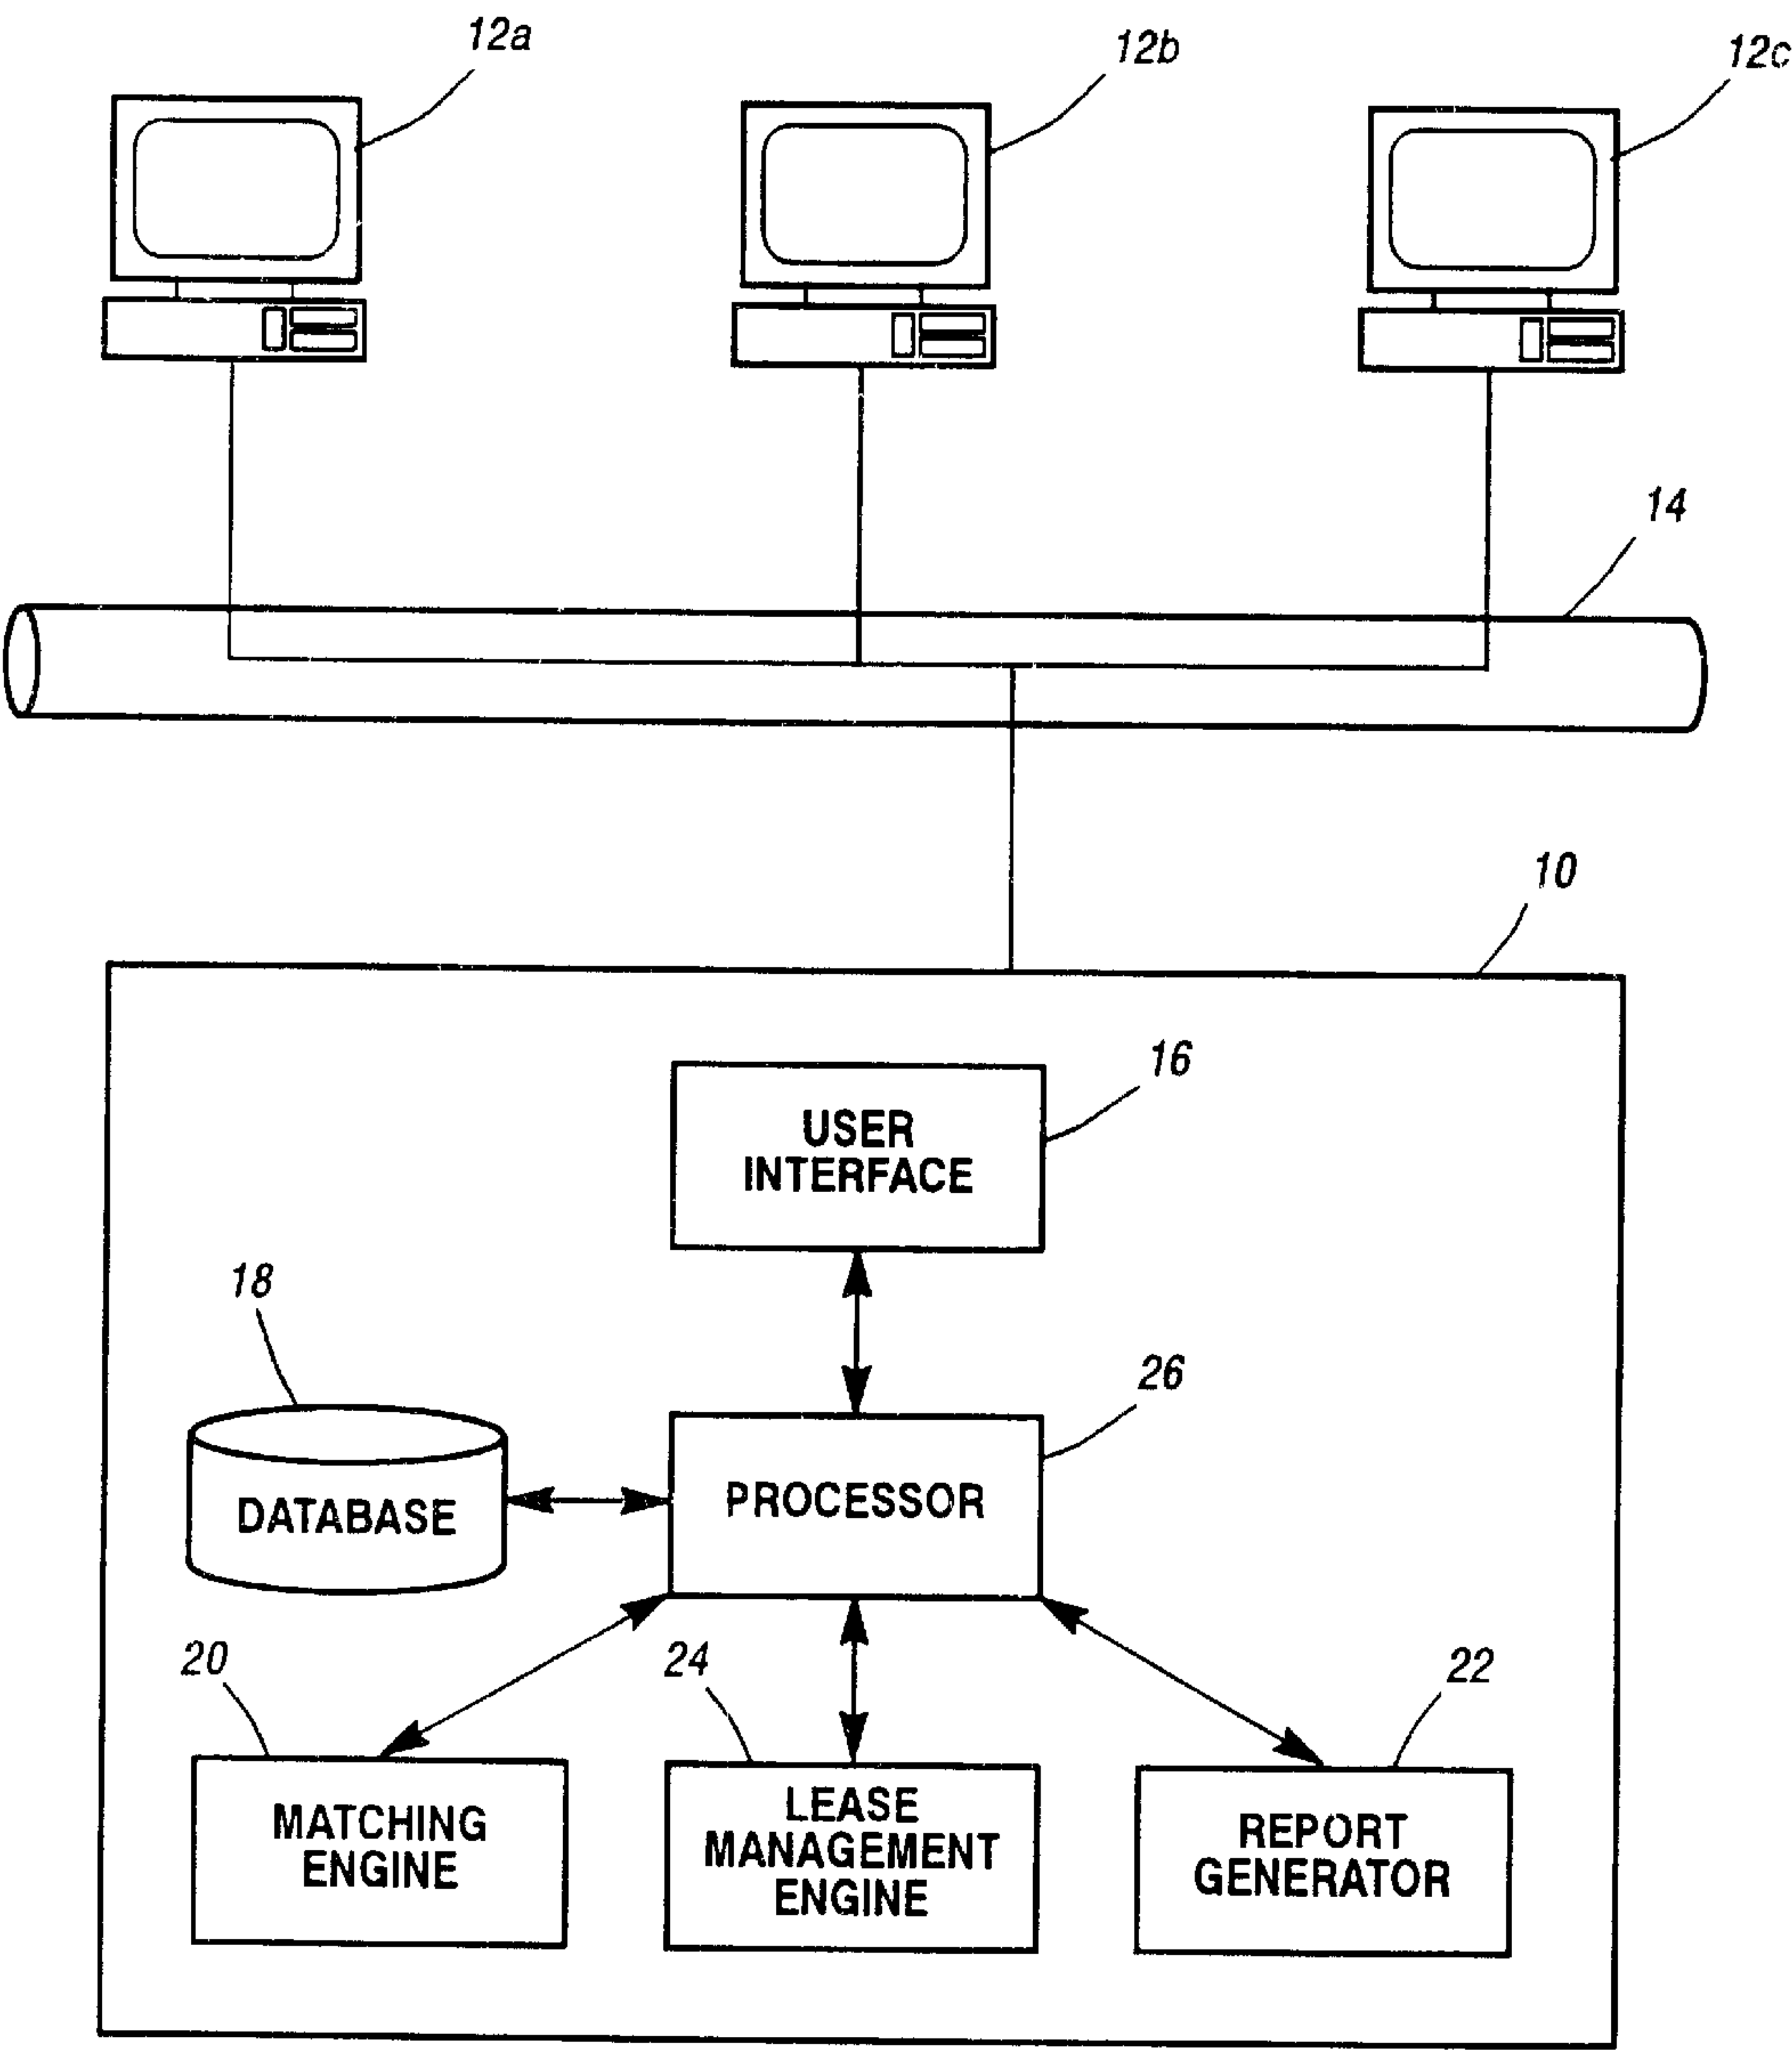 12a
12b
12c
14
10
16
USER
INTERFACE
18
26
DATABASE
PROCESSOR
20
24
22
MATCHING
ENGINE
LEASE
MANAGEMENT
ENGINE
REPORT
GENERATOR